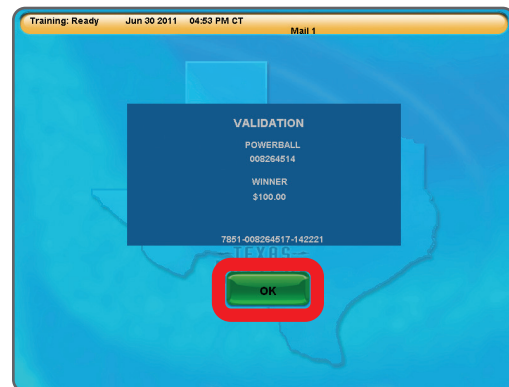 Training: Ready Jun 30 2011 04:53 PM CT
Mail 1
VALIDATION
POWERBALL
008264514
WINNER
$100.00
7851-008264517-142221
TEXAS
OK